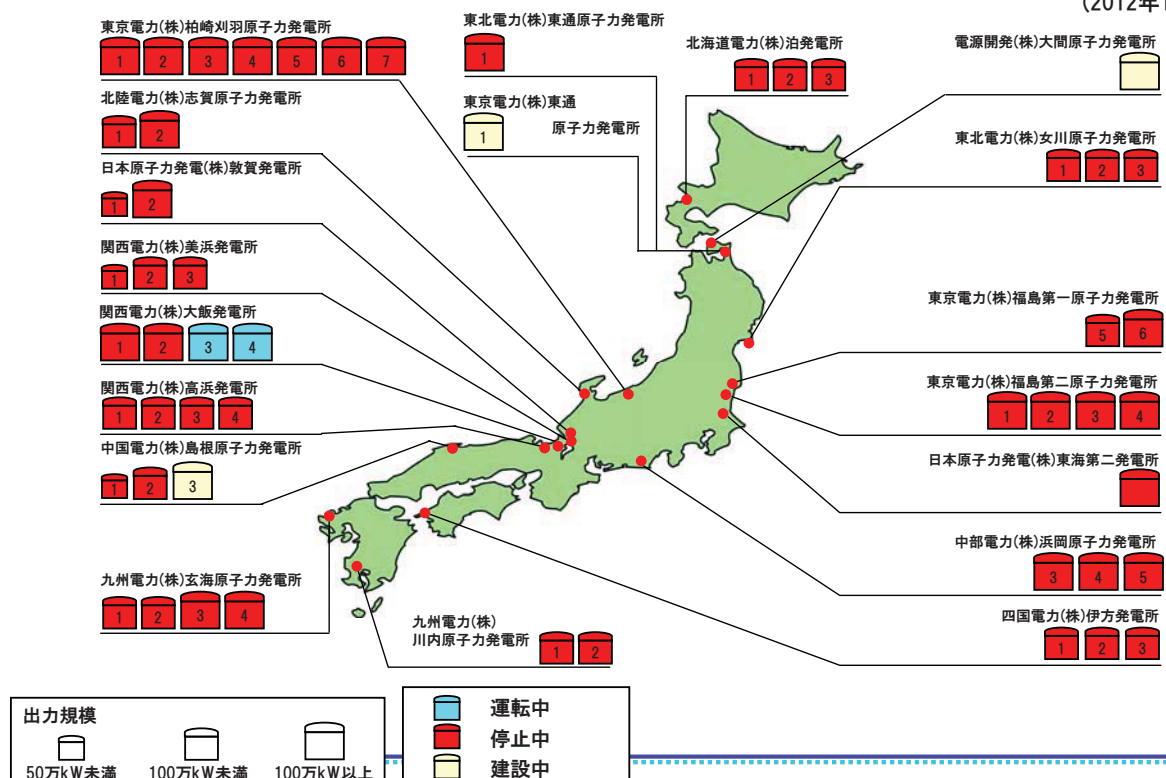 (2012年1
東京電力(株)柏崎刈羽原子力発電所
1 2 3 4 5 6 7
北陸電力(株)志賀原子力発電所
1 2
日本原子力発電(株)敦賀発電所
1 2
関西電力(株)美浜発電所
1 2 3
関西電力(株)大飯発電所
1 2 3 4
関西電力(株)高浜発電所
1 2 3 4
中国電力(株)島根原子力発電所
1 2 3
九州電力(株)玄海原子力発電所
1 2 3 4
東北電力(株)東通原子力発電所
1
東京電力(株)東通
原子力発電所
1
北海道電力(株)泊発電所
1 2 3
電源開発(株)大間原子力発電所
東北電力(株)女川原子力発電所
1 2 3
東京電力(株)福島第一原子力発電所
5 6
東京電力(株)福島第二原子力発電所
1 2 3 4
日本原子力発電(株)東海第二発電所
中部電力(株)浜岡原子力発電所
3 4 5
四国電力(株)伊方発電所
1 2 3
九州電力(株)
川内原子力発電所
1 2
出力規模
50万kW未満 100万kW未満 100万kW以上
運転中
停止中
建設中